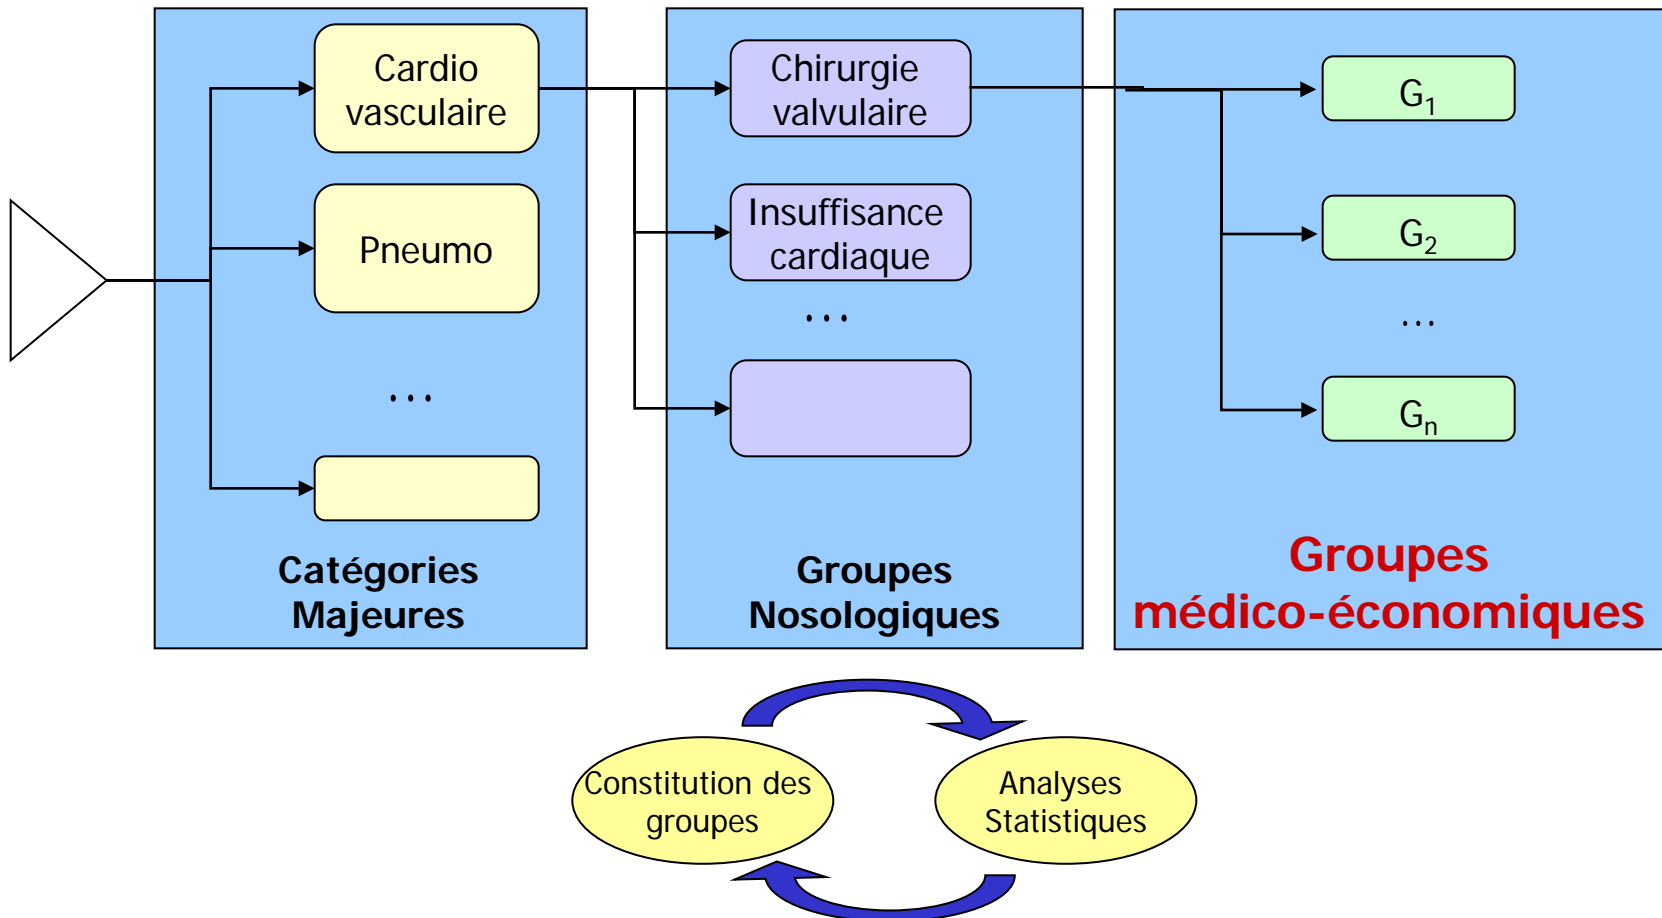 Cardio
vasculaire
Pneumo
...
Catégories
Majeures
Chirurgie
valvulaire
Insuffisance
cardiaque
...
Groupes
Nosologiques
G1
G2
...
Gn
Groupes
médico-économiques
Constitution des
groupes
Analyses
Statistiques